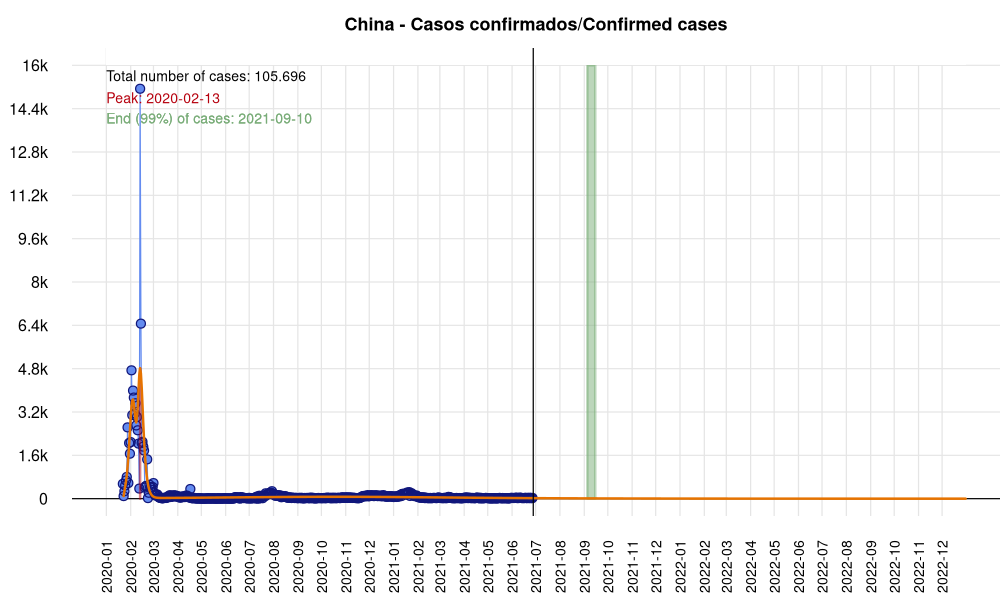 China - Casos confirmados/Confirmed cases
Total number of cases: 105.696
Peak: 2020-02-13
End (99%) of cases: 2021-09-10
16k
14.4k
12.8k
11.2k
9.6k
8k
6.4k
4.8k
3.2k
1.6k
0
2020-01
2020-02
2020-03
2020-04
2020-05
2020-06
2020-07
2020-08
2020-09
2020-10
2020-11
2020-12
2021-01
2021-02
2021-03
2021-04
2021-05
2021-06
2021-07
2021-08
2021-09
2021-10
2021-11
2021-12
2022-01
2022-02
2022-03
2022-04
2022-05
2022-06
2022-07
2022-08
2022-09
2022-10
2022-11
2022-12